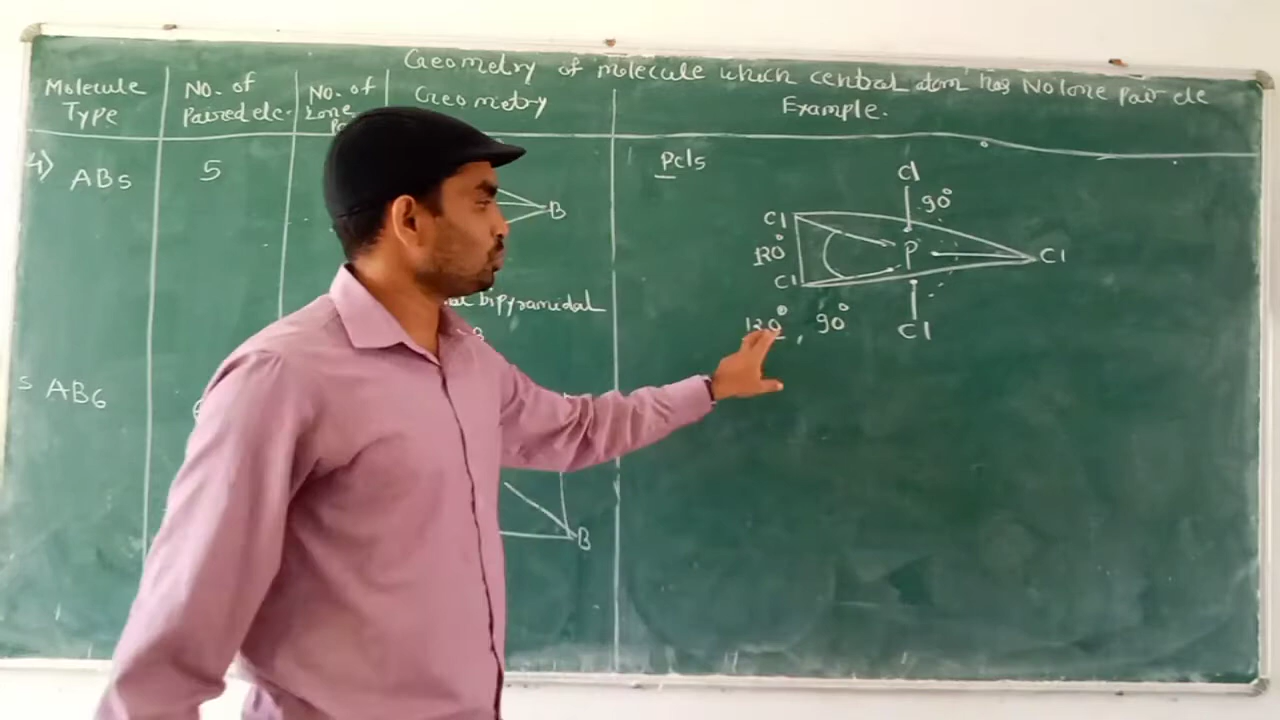 Geometry of molecule which central atom has No lone Pair ele
Molecule Type
No. of Paired ele.
No. of Lone
Geometry
Example.
4) AB5
5
B
bipyramidal
B
Pcl5
Cl
90°
Cl
120°
P
Cl
Cl
120°, 90°
Cl
5 AB6
B